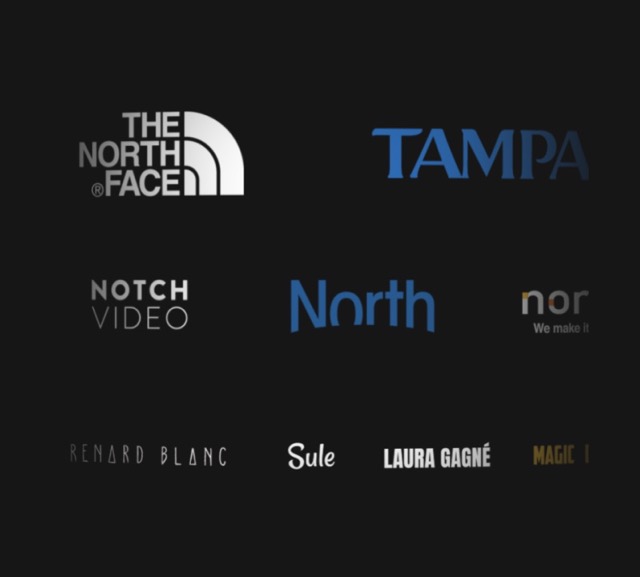 THE
NORTH
®FACE
TAMPA
NOTCH
VIDEO
North
nor
We make it
RENARD BLANC
Sule
LAURA GAGNÉ
MAGIC